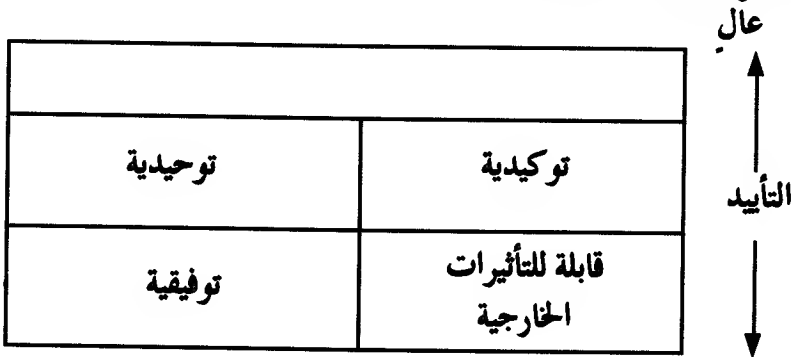 عالٍ
توكيدية
توحيدية
التأييد
قابلة للتأثيرات
الخارجية
توفيقية